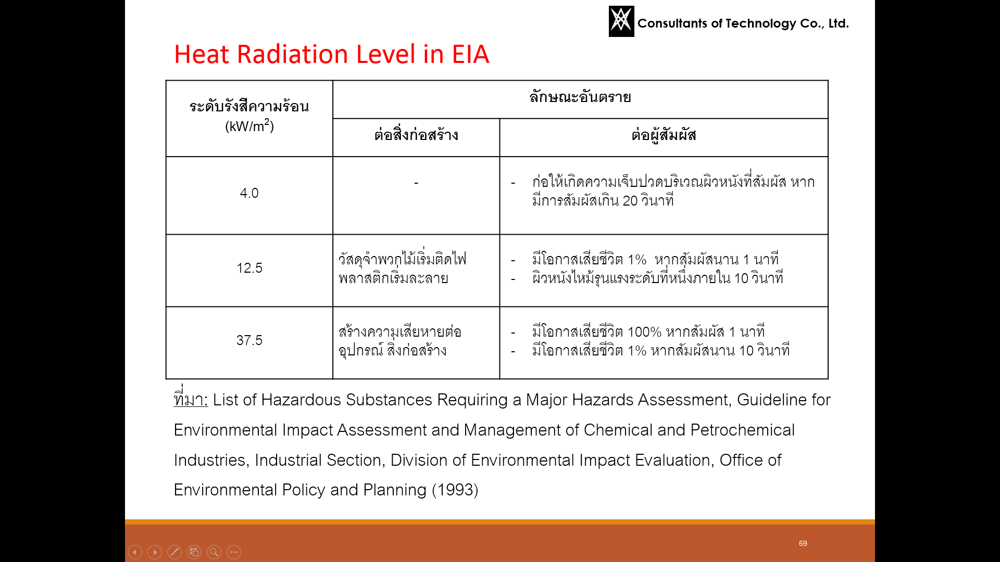 Consultants of Technology Co., Ltd.
Heat Radiation Level in EIA
ระดับรังสีความร้อน
(kW/m²)
ลักษณะอันตราย
ต่อสิ่งก่อสร้าง
ต่อผู้สัมผัส
4.0
-
- ก่อให้เกิดความเจ็บปวดบริเวณผิวหนังที่สัมผัส หาก
มีการสัมผัสเกิน 20 วินาที
12.5
วัสดุจำพวกไม้เริ่มติดไฟ
พลาสติกเริ่มละลาย
- มีโอกาสเสียชีวิต 1% หากสัมผัสนาน 1 นาที
- ผิวหนังไหม้รุนแรงระดับที่หนึ่งภายใน 10 วินาที
37.5
สร้างความเสียหายต่อ
อุปกรณ์ สิ่งก่อสร้าง
- มีโอกาสเสียชีวิต 100% หากสัมผัส 1 นาที
- มีโอกาสเสียชีวิต 1% หากสัมผัสนาน 10 วินาที
ที่มา: List of Hazardous Substances Requiring a Major Hazards Assessment, Guideline for
Environmental Impact Assessment and Management of Chemical and Petrochemical
Industries, Industrial Section, Division of Environmental Impact Evaluation, Office of
Environmental Policy and Planning (1993)
69